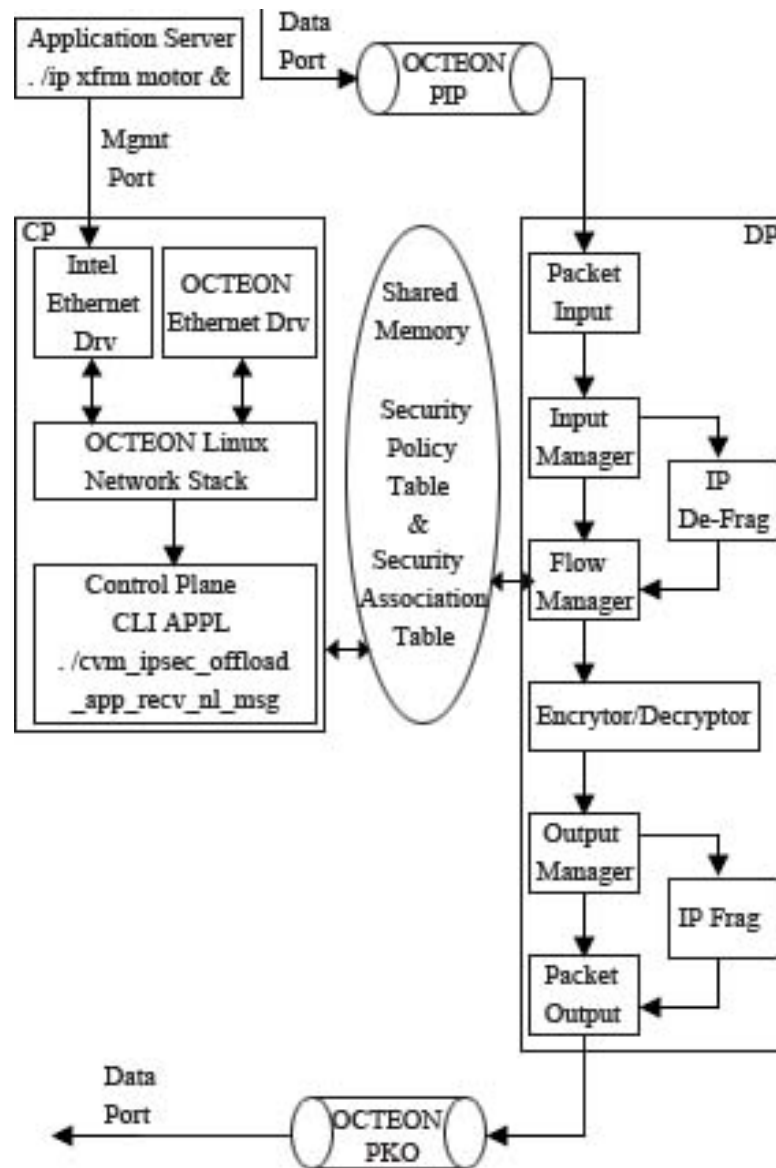 Application Server
. /ip xfrm motor &
Data
Port
OCTEON
PIP
Mgmt
Port
CP
Intel
Ethernet
Drv
OCTEON
Ethernet Drv
OCTEON Linux
Network Stack
Control Plane
CLI APPL
. /cvm_ipsec_offload
_app_recv_nl_msg
Shared
Memory
Security
Policy
Table
&
Security
Association
Table
DP
Packet
Input
Input
Manager
IP
De-Frag
Flow
Manager
Encrytor/Decryptor
Output
Manager
IP Frag
Packet
Output
Data
Port
OCTEON
PKO